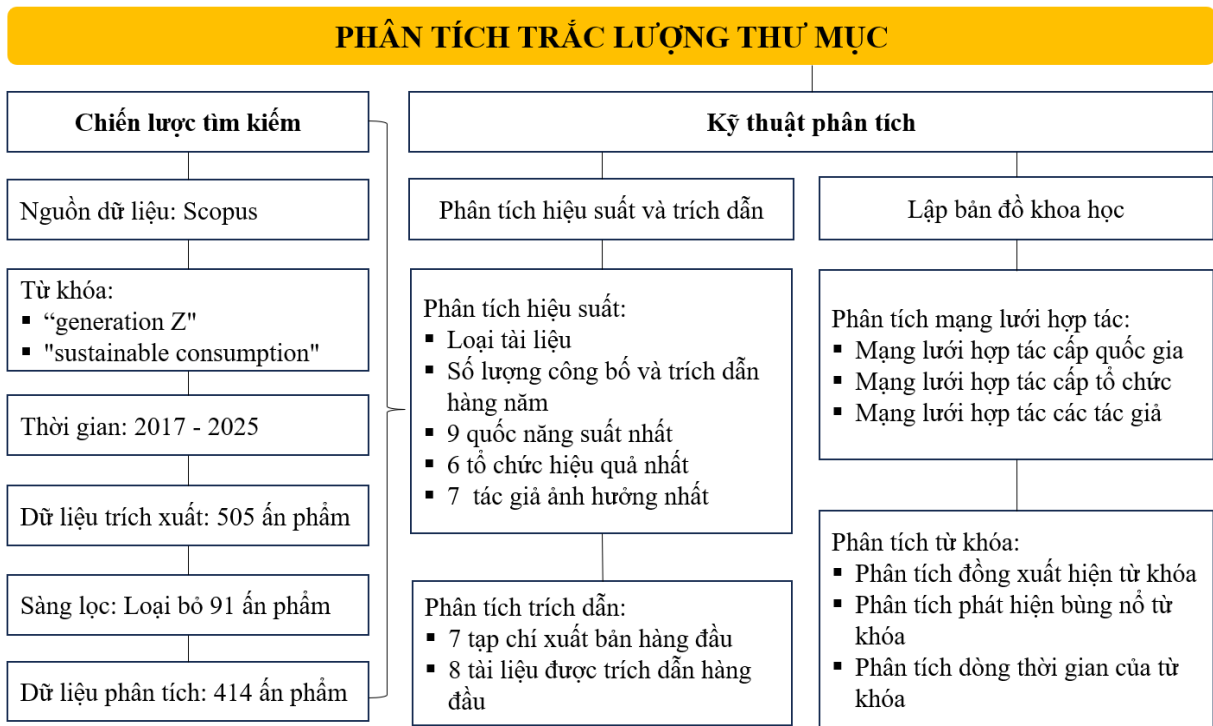 PHÂN TÍCH TRẮC LƯỢNG THƯ MỤC
Chiến lược tìm kiếm
Nguồn dữ liệu: Scopus
Từ khóa:
▪ “generation Z"
▪ "sustainable consumption"
Thời gian: 2017 - 2025
Dữ liệu trích xuất: 505 ấn phẩm
Sàng lọc: Loại bỏ 91 ấn phẩm
Dữ liệu phân tích: 414 ấn phẩm
Kỹ thuật phân tích
Phân tích hiệu suất và trích dẫn
Phân tích hiệu suất:
▪ Loại tài liệu
▪ Số lượng công bố và trích dẫn
hàng năm
▪ 9 quốc năng suất nhất
▪ 6 tổ chức hiệu quả nhất
▪ 7 tác giả ảnh hưởng nhất
Phân tích trích dẫn:
▪ 7 tạp chí xuất bản hàng đầu
▪ 8 tài liệu được trích dẫn hàng
đầu
Lập bản đồ khoa học
Phân tích mạng lưới hợp tác:
▪ Mạng lưới hợp tác cấp quốc gia
▪ Mạng lưới hợp tác cấp tổ chức
▪ Mạng lưới hợp tác các tác giả
Phân tích từ khóa:
▪ Phân tích đồng xuất hiện từ khóa
▪ Phân tích phát hiện bùng nổ từ
khóa
▪ Phân tích dòng thời gian của từ
khóa